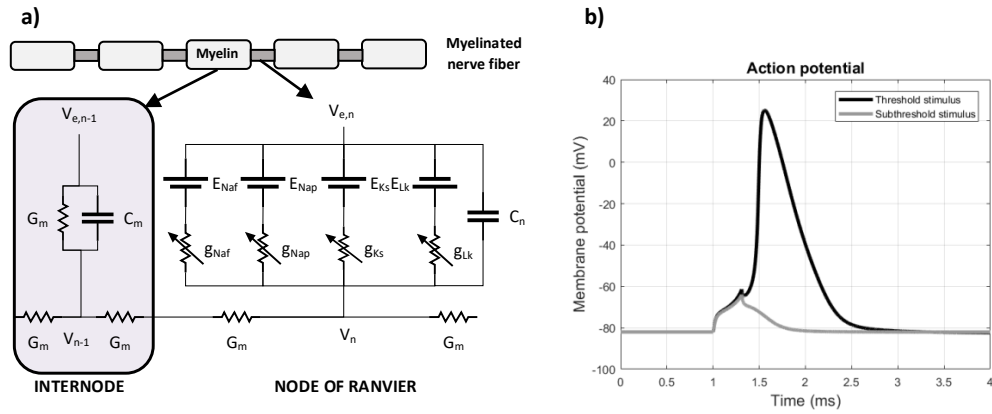 a)
Myelin
Myelinated
nerve fiber
V_e,n-1
V_e,n
G_m
C_m
E_Naf
E_Nap
E_Ks E_Lk
C_n
g_Naf
g_Nap
g_Ks
g_Lk
G_m
V_n-1
G_m
G_m
V_n
G_m
INTERNODE
NODE OF RANVIER
b)
Action potential
Threshold stimulus
Subthreshold stimulus
Membrane potential (mV)
40
20
0
-20
-40
-60
-80
-100
0 0.5 1 1.5 2 2.5 3 3.5 4
Time (ms)